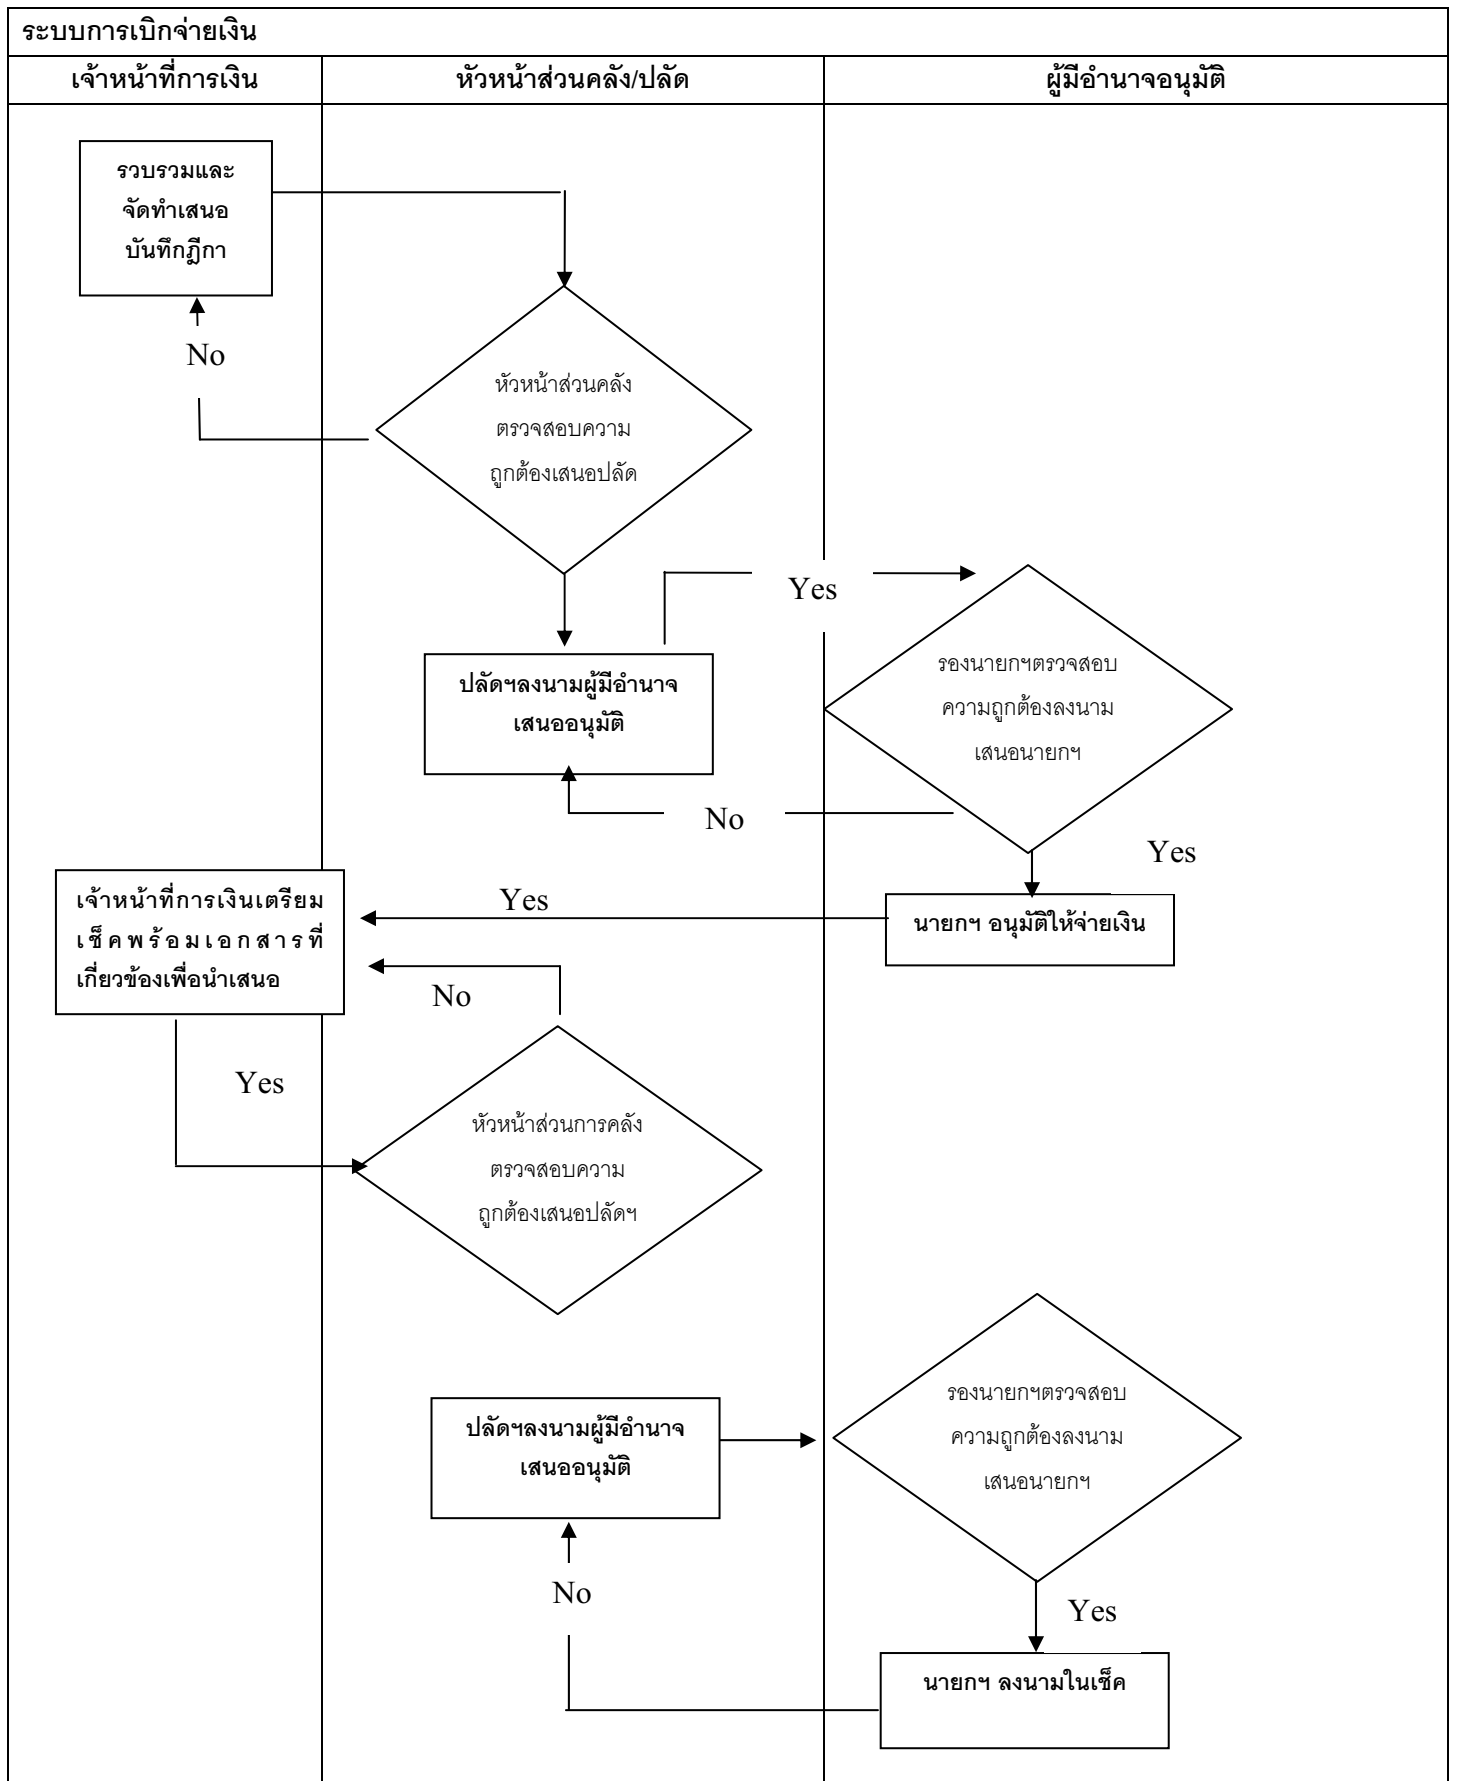 ระบบการเบิกจ่ายเงิน
เจ้าหน้าที่การเงิน
หัวหน้าส่วนคลัง/ปลัด
ผู้มีอำนาจอนุมัติ
รวบรวมและ
จัดทำเสนอ
บันทึกฎีกา
No
หัวหน้าส่วนคลัง
ตรวจสอบความ
ถูกต้องเสนอปลัด
Yes
ปลัดฯลงนามผู้มีอำนาจ
เสนออนุมัติ
รองนายกฯตรวจสอบ
ความถูกต้องลงนาม
เสนอนายกฯ
No
Yes
เจ้าหน้าที่การเงินเตรียม
เช็คพร้อมเอกสารที่
เกี่ยวข้องเพื่อนำเสนอ
Yes
นายกฯ อนุมัติให้จ่ายเงิน
No
Yes
หัวหน้าส่วนการคลัง
ตรวจสอบความ
ถูกต้องเสนอปลัดฯ
ปลัดฯลงนามผู้มีอำนาจ
เสนออนุมัติ
รองนายกฯตรวจสอบ
ความถูกต้องลงนาม
เสนอนายกฯ
No
Yes
นายกฯ ลงนามในเช็ค